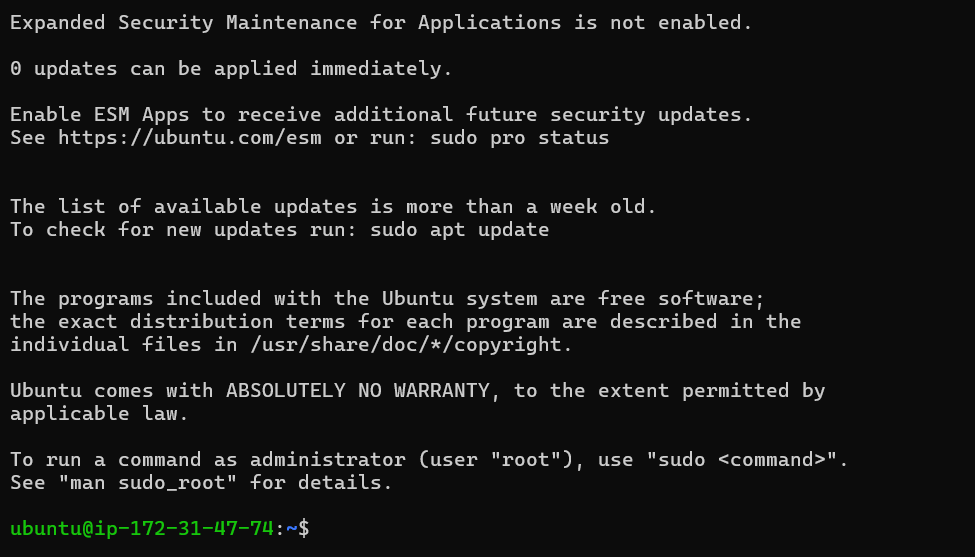 Expanded Security Maintenance for Applications is not enabled.
0 updates can be applied immediately.
Enable ESM Apps to receive additional future security updates.
See https://ubuntu.com/esm or run: sudo pro status
The list of available updates is more than a week old.
To check for new updates run: sudo apt update
The programs included with the Ubuntu system are free software;
the exact distribution terms for each program are described in the
individual files in /usr/share/doc/*/copyright.
Ubuntu comes with ABSOLUTELY NO WARRANTY, to the extent permitted by
applicable law.
To run a command as administrator (user "root"), use "sudo <command>".
See "man sudo_root" for details.
ubuntu@ip-172-31-47-74:~$